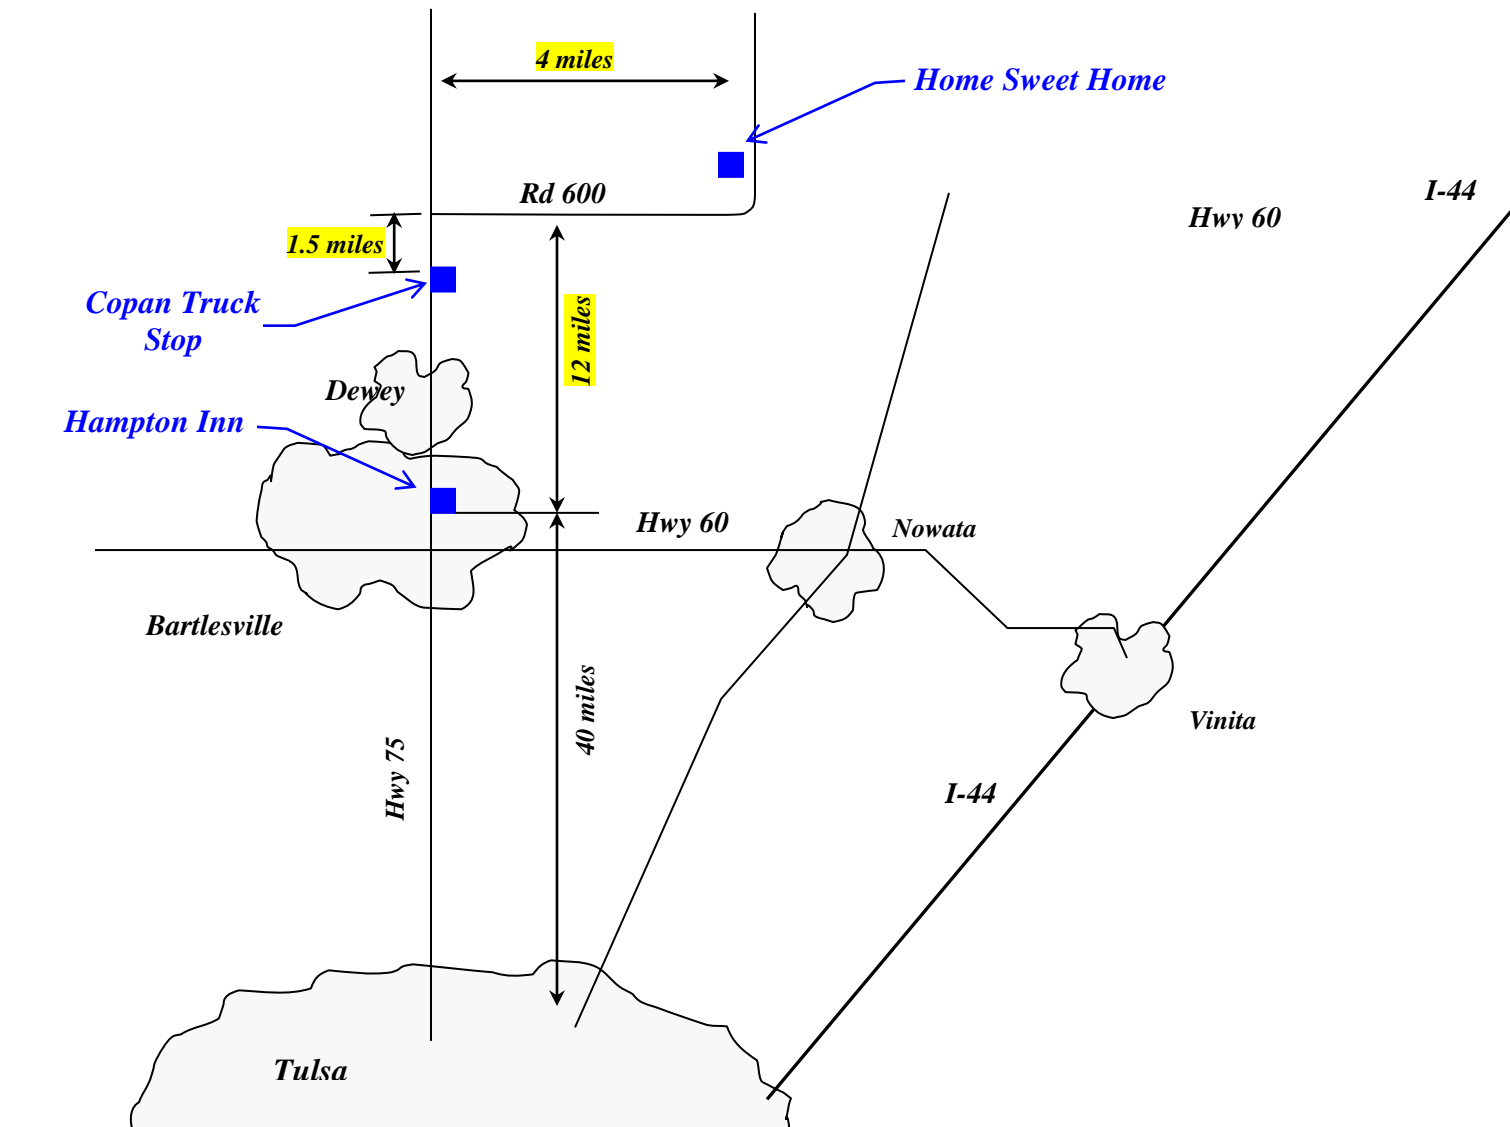 4 miles
Home Sweet Home
Rd 600
I-44
Hwy 60
1.5 miles
Copan Truck
Stop
12 miles
Dewey
Hampton Inn
Hwy 60
Nowata
Bartlesville
40 miles
Vinita
Hwy 75
I-44
Tulsa